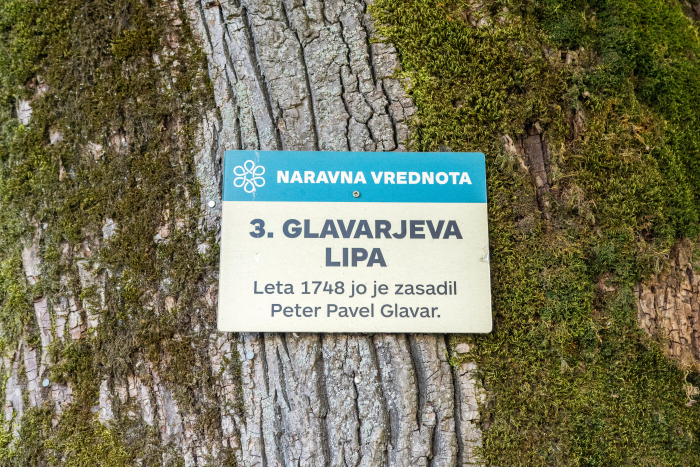 NARAVNA VREDNOTA
3. GLAVARJEVA
LIPA
Leta 1748 jo je zasadil
Peter Pavel Glavar.